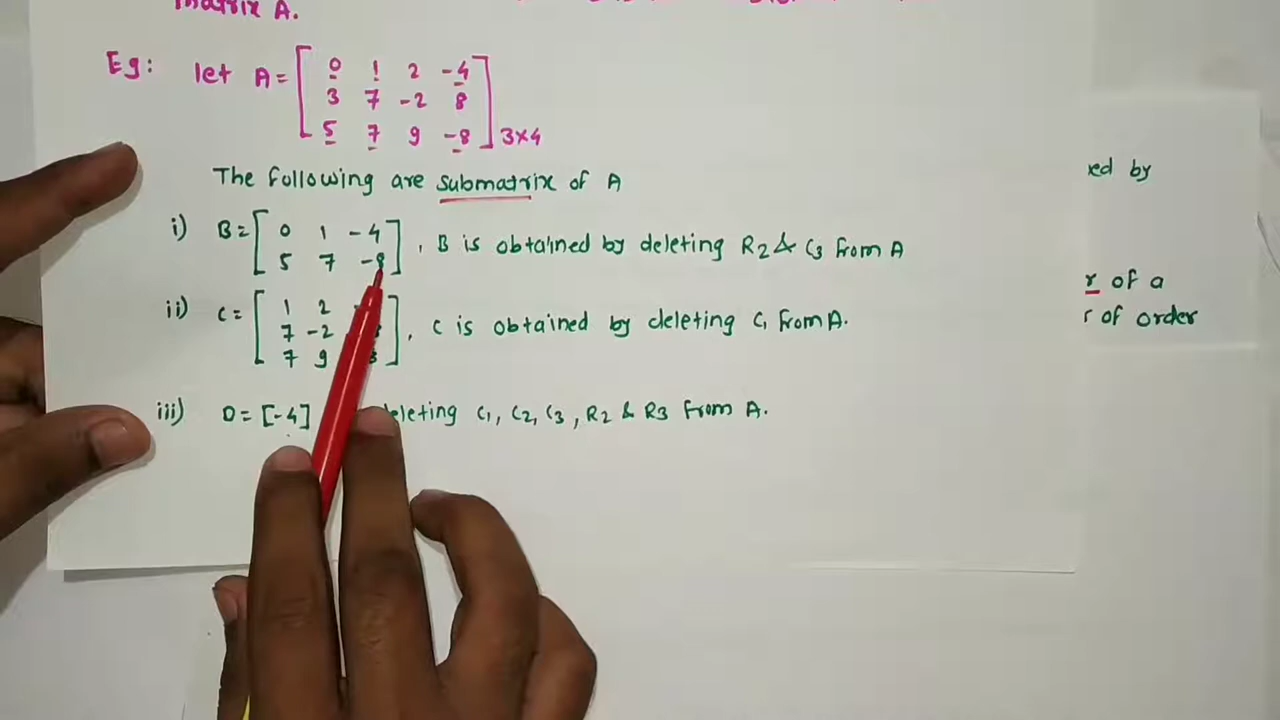 matrix A.
Eg: let A = [ 0 1 2 -4
3 7 -2 8
5 7 9 -8 ] 3×4
The following are submatrix of A
i) B = [ 0 1 -4
5 7 -8 ] , B is obtained by deleting R2 & C3 from A
ii) C = [ 1 2
7 -2
7 9 ] , C is obtained by deleting C1 from A.
iii) D = [-4] deleting C1, C2, C3, R2 & R3 from A.
ed by
r of a
r of order